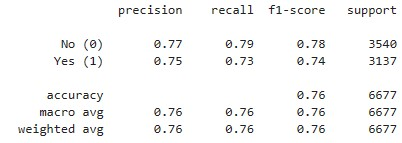 precision recall f1-score support
No (0) 0.77 0.79 0.78 3540
Yes (1) 0.75 0.73 0.74 3137
accuracy 0.76 6677
macro avg 0.76 0.76 0.76 6677
weighted avg 0.76 0.76 0.76 6677